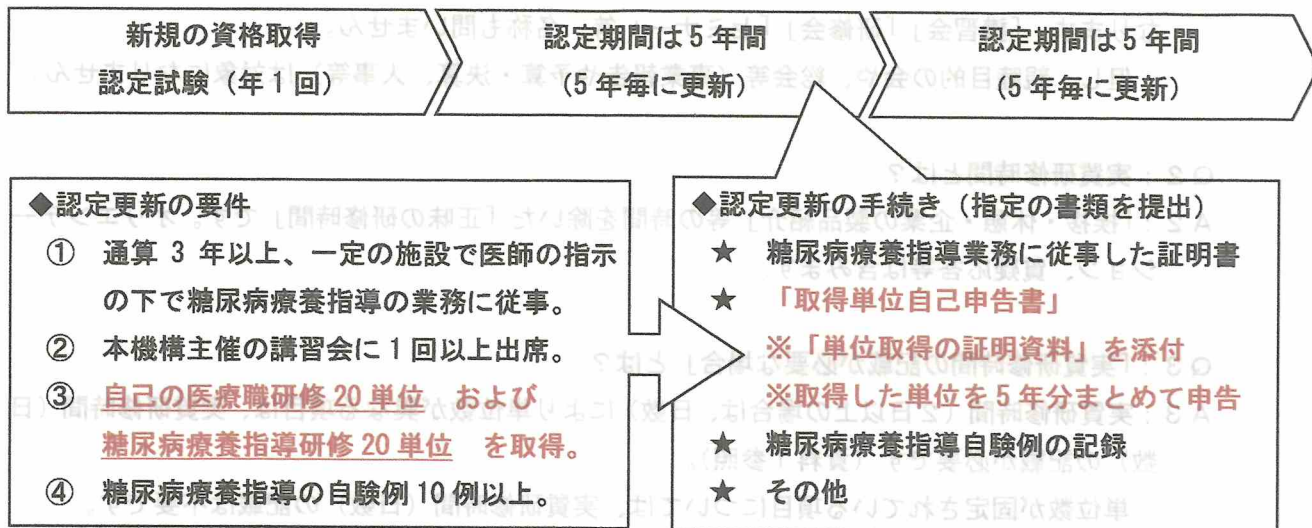 新規の資格取得
認定試験（年1回）
認定期間は5年間
（5年毎に更新）
認定期間は5年間
（5年毎に更新）
◆認定更新の要件
① 通算 3 年以上、一定の施設で医師の指示
の下で糖尿病療養指導の業務に従事。
② 本機構主催の講習会に1回以上出席。
③ 自己の医療職研修20単位 および
糖尿病療養指導研修20単位 を取得。
④ 糖尿病療養指導の自験例10例以上。
◆認定更新の手続き（指定の書類を提出）
★ 糖尿病療養指導業務に従事した証明書
★ 「取得単位自己申告書」
※「単位取得の証明資料」を添付
※取得した単位を5年分まとめて申告
★ 糖尿病療養指導自験例の記録
★ その他